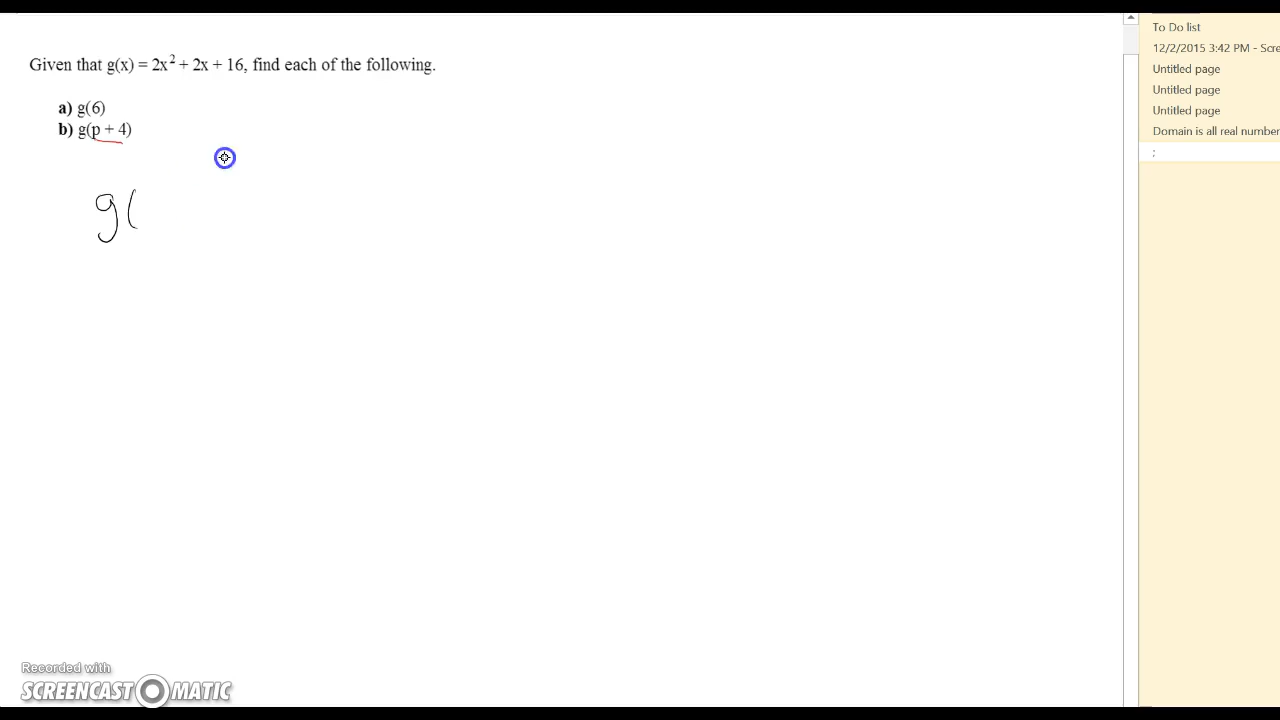 Given that g(x) = 2x² + 2x + 16, find each of the following.
a) g(6)
b) g(p + 4)
g(
To Do list
12/2/2015 3:42 PM - Scre
Untitled page
Untitled page
Untitled page
Domain is all real number
;
Recorded with
SCREENCAST MATIC